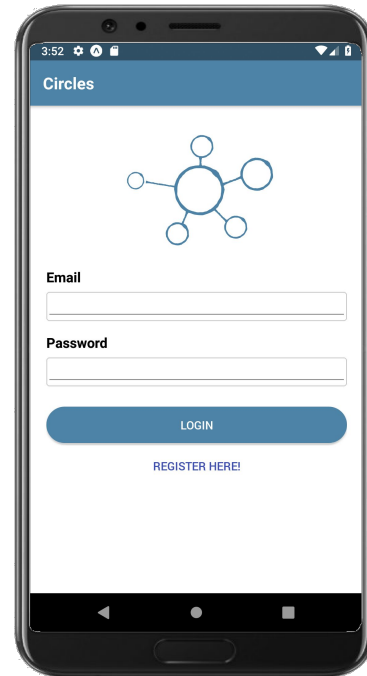 3:52
Circles
Email
Password
LOGIN
REGISTER HERE!